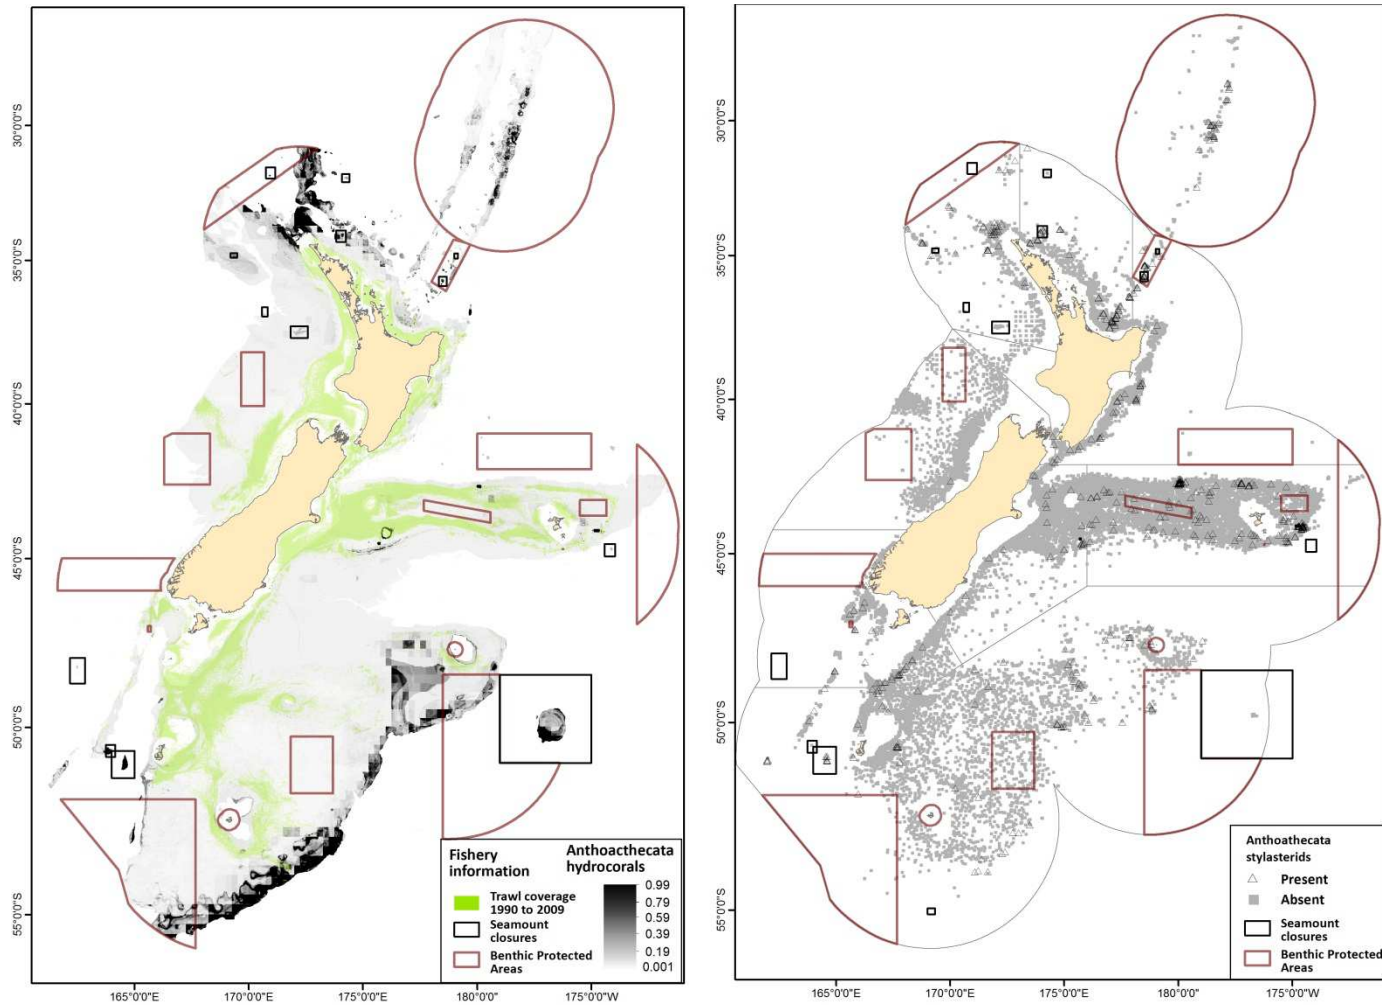 30°0'0"S
35°0'0"S
40°0'0"S
45°0'0"S
50°0'0"S
55°0'0"S
Fishery
information
Trawl coverage
1990 to 2009
Seamount
closures
Benthic Protected
Areas
Anthoacthecata
hydrocorals
0.99
0.79
0.59
0.39
0.19
0.001
165°0'0"E
170°0'0"E
175°0'0"E
180°0'0"
175°0'0"W
30°0'0"S
35°0'0"S
40°0'0"S
45°0'0"S
50°0'0"S
55°0'0"S
Anthoathecata
stylasterids
Present
Absent
Seamount
closures
Benthic Protected
Areas
165°0'0"E
170°0'0"E
175°0'0"E
180°0'0"
175°0'0"W